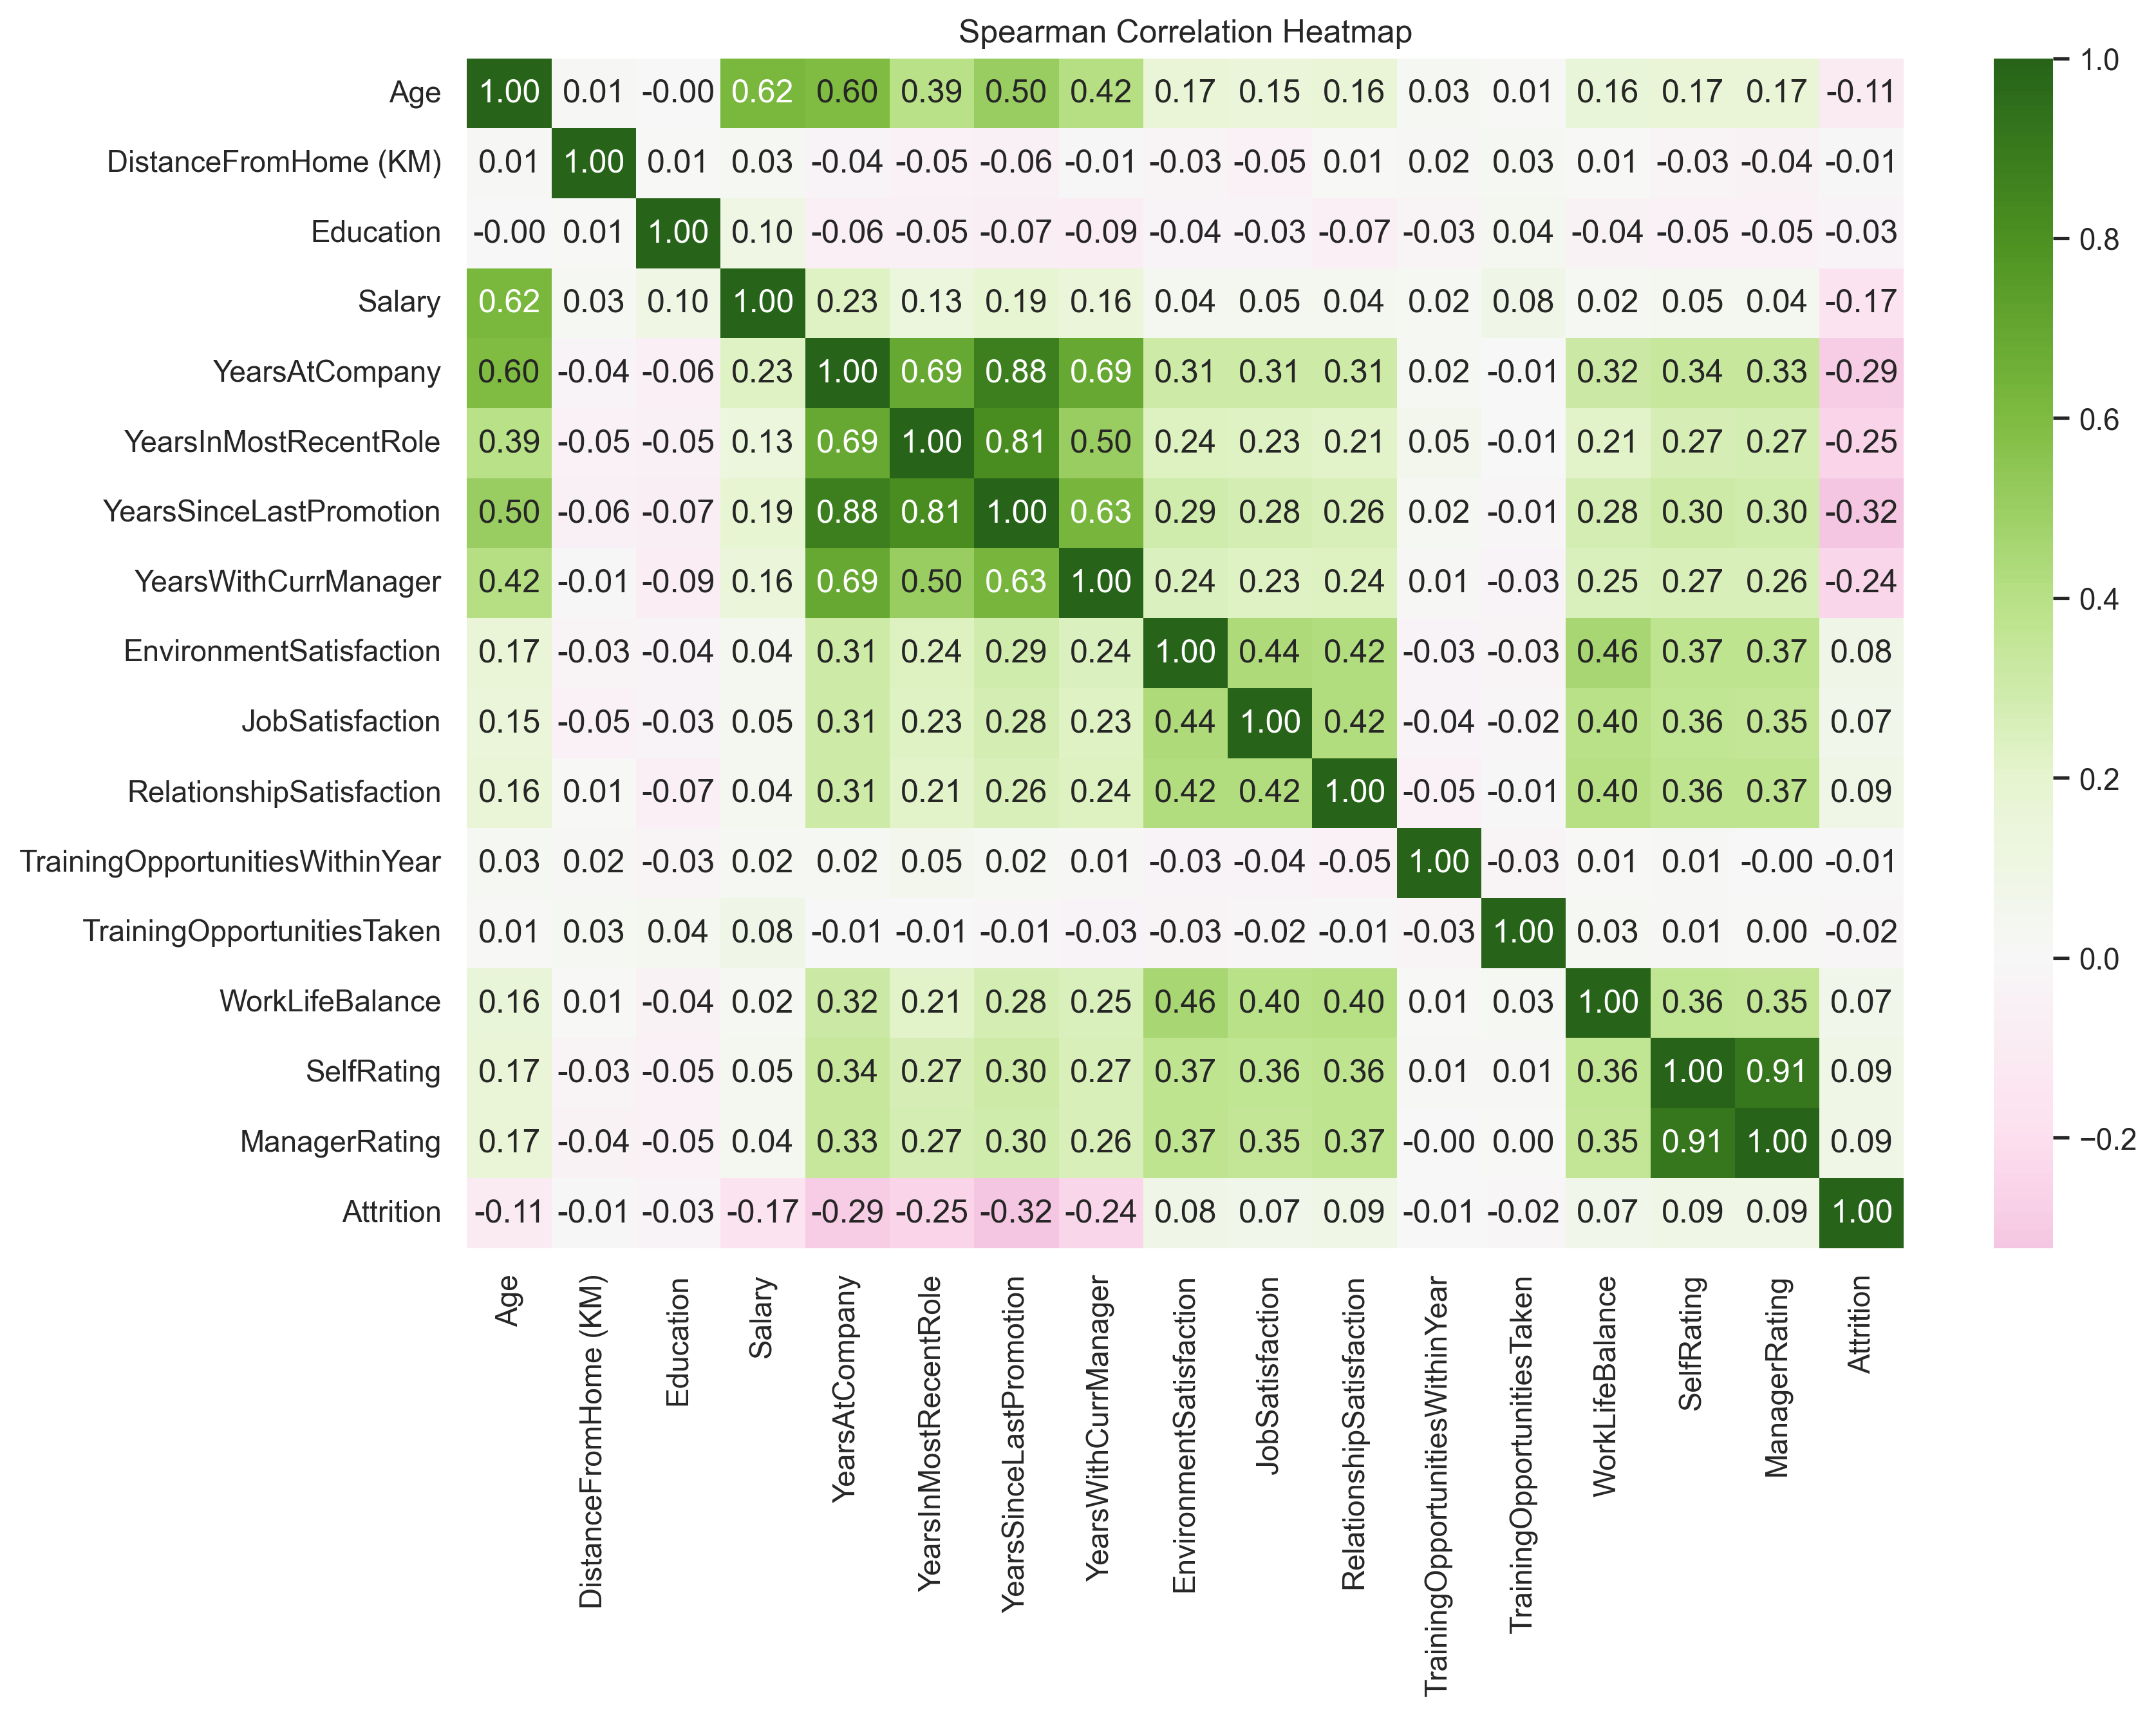 Spearman Correlation Heatmap
Age 1.00 0.01 -0.00 0.62 0.60 0.39 0.50 0.42 0.17 0.15 0.16 0.03 0.01 0.16 0.17 0.17 -0.11
DistanceFromHome (KM) 0.01 1.00 0.01 0.03 -0.04 -0.05 -0.06 -0.01 -0.03 -0.05 0.01 0.02 0.03 0.01 -0.03 -0.04 -0.01
Education -0.00 0.01 1.00 0.10 -0.06 -0.05 -0.07 -0.09 -0.04 -0.03 -0.07 -0.03 0.04 -0.04 -0.05 -0.05 -0.03
Salary 0.62 0.03 0.10 1.00 0.23 0.13 0.19 0.16 0.04 0.05 0.04 0.02 0.08 0.02 0.05 0.04 -0.17
YearsAtCompany 0.60 -0.04 -0.06 0.23 1.00 0.69 0.88 0.69 0.31 0.31 0.31 0.02 -0.01 0.32 0.34 0.33 -0.29
YearsInMostRecentRole 0.39 -0.05 -0.05 0.13 0.69 1.00 0.81 0.50 0.24 0.23 0.21 0.05 -0.01 0.21 0.27 0.27 -0.25
YearsSinceLastPromotion 0.50 -0.06 -0.07 0.19 0.88 0.81 1.00 0.63 0.29 0.28 0.26 0.02 -0.01 0.28 0.30 0.30 -0.32
YearsWithCurrManager 0.42 -0.01 -0.09 0.16 0.69 0.50 0.63 1.00 0.24 0.23 0.24 0.01 -0.03 0.25 0.27 0.26 -0.24
EnvironmentSatisfaction 0.17 -0.03 -0.04 0.04 0.31 0.24 0.29 0.24 1.00 0.44 0.42 -0.03 -0.03 0.46 0.37 0.37 0.08
JobSatisfaction 0.15 -0.05 -0.03 0.05 0.31 0.23 0.28 0.23 0.44 1.00 0.42 -0.04 -0.02 0.40 0.36 0.35 0.07
RelationshipSatisfaction 0.16 0.01 -0.07 0.04 0.31 0.21 0.26 0.24 0.42 0.42 1.00 -0.05 -0.01 0.40 0.36 0.37 0.09
TrainingOpportunitiesWithinYear 0.03 0.02 -0.03 0.02 0.02 0.05 0.02 0.01 -0.03 -0.04 -0.05 1.00 -0.03 0.01 0.01 -0.00 -0.01
TrainingOpportunitiesTaken 0.01 0.03 0.04 0.08 -0.01 -0.01 -0.01 -0.03 -0.03 -0.02 -0.01 -0.03 1.00 0.03 0.01 0.00 -0.02
WorkLifeBalance 0.16 0.01 -0.04 0.02 0.32 0.21 0.28 0.25 0.46 0.40 0.40 0.01 0.03 1.00 0.36 0.35 0.07
SelfRating 0.17 -0.03 -0.05 0.05 0.34 0.27 0.30 0.27 0.37 0.36 0.36 0.01 0.01 0.36 1.00 0.91 0.09
ManagerRating 0.17 -0.04 -0.05 0.04 0.33 0.27 0.30 0.26 0.37 0.35 0.37 -0.00 0.00 0.35 0.91 1.00 0.09
Attrition -0.11 -0.01 -0.03 -0.17 -0.29 -0.25 -0.32 -0.24 0.08 0.07 0.09 -0.01 -0.02 0.07 0.09 0.09 1.00
Age
DistanceFromHome (KM)
Education
Salary
YearsAtCompany
YearsInMostRecentRole
YearsSinceLastPromotion
YearsWithCurrManager
EnvironmentSatisfaction
JobSatisfaction
RelationshipSatisfaction
TrainingOpportunitiesWithinYear
TrainingOpportunitiesTaken
WorkLifeBalance
SelfRating
ManagerRating
Attrition
1.0
0.8
0.6
0.4
0.2
0.0
−0.2